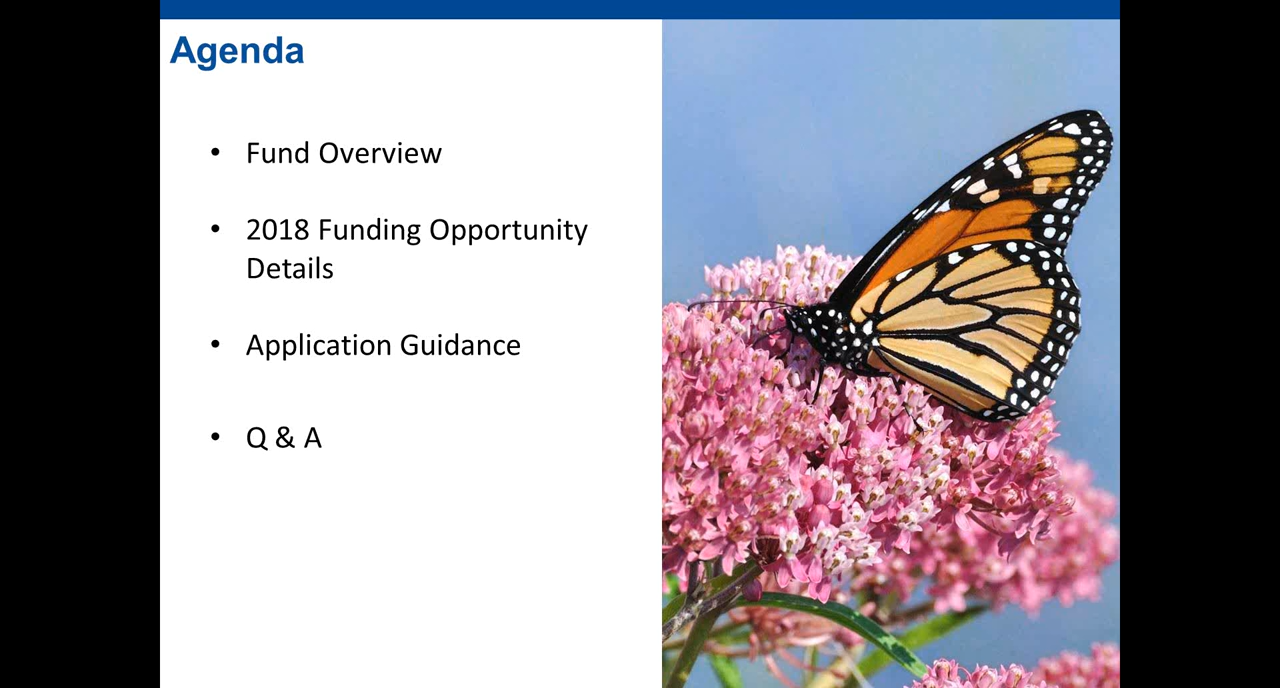 Agenda
• Fund Overview
• 2018 Funding Opportunity
Details
• Application Guidance
• Q & A